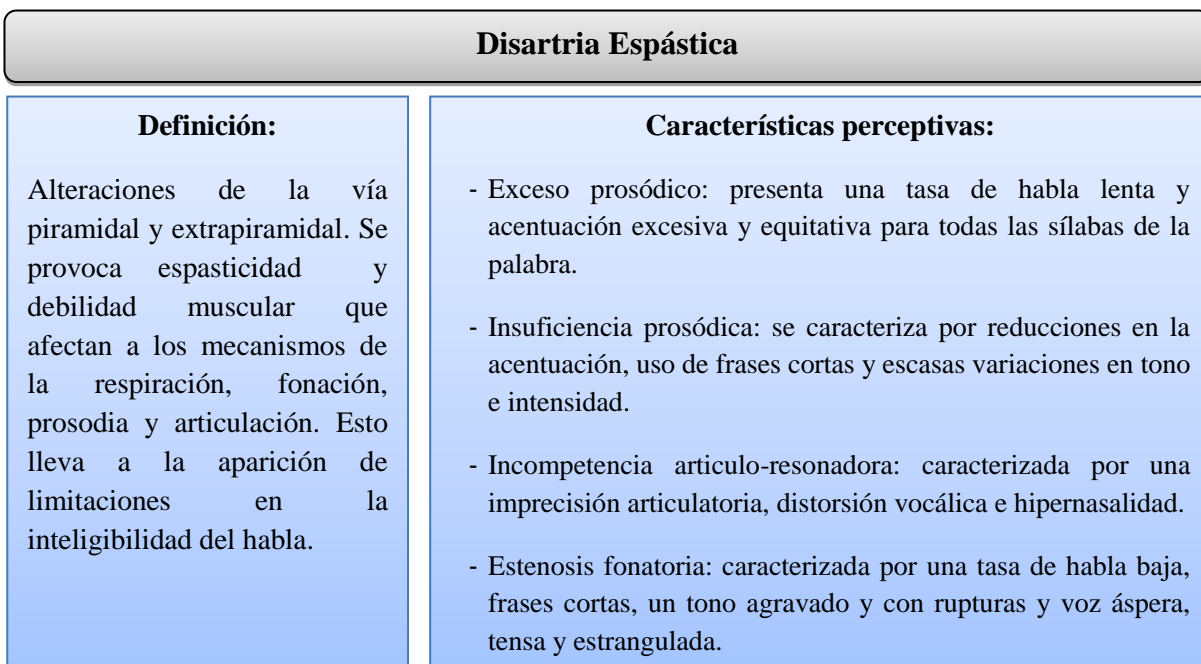 Disartria Espástica
Definición:
Alteraciones de la vía
piramidal y extrapiramidal. Se
provoca espasticidad y
debilidad muscular que
afectan a los mecanismos de
la respiración, fonación,
prosodia y articulación. Esto
lleva a la aparición de
limitaciones en la
inteligibilidad del habla.
Características perceptivas:
- Exceso prosódico: presenta una tasa de habla lenta y
acentuación excesiva y equitativa para todas las sílabas de la
palabra.
- Insuficiencia prosódica: se caracteriza por reducciones en la
acentuación, uso de frases cortas y escasas variaciones en tono
e intensidad.
- Incompetencia articulo-resonadora: caracterizada por una
imprecisión articulatoria, distorsión vocálica e hipernasalidad.
- Estenosis fonatoria: caracterizada por una tasa de habla baja,
frases cortas, un tono agravado y con rupturas y voz áspera,
tensa y estrangulada.